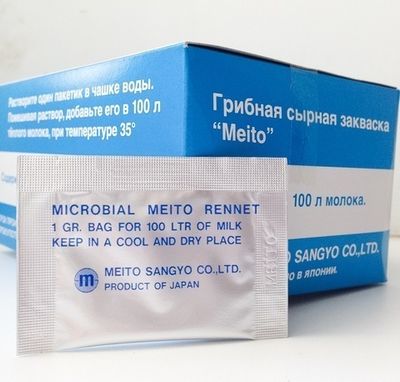 Растворите один пакетик в чашке воды.
Помешивая раствор, добавьте его в 100 л
тёплого молока, при температуре 35°
Грибная сырная закваска
"Meito"
100 л молока.
SANGYO CO.,LTD.
в японии.
MICROBIAL MEITO RENNET
1 GR. BAG FOR 100 LTR OF MILK
KEEP IN A COOL AND DRY PLACE
m
MEITO SANGYO CO.,LTD.
PRODUCT OF JAPAN
MEITO